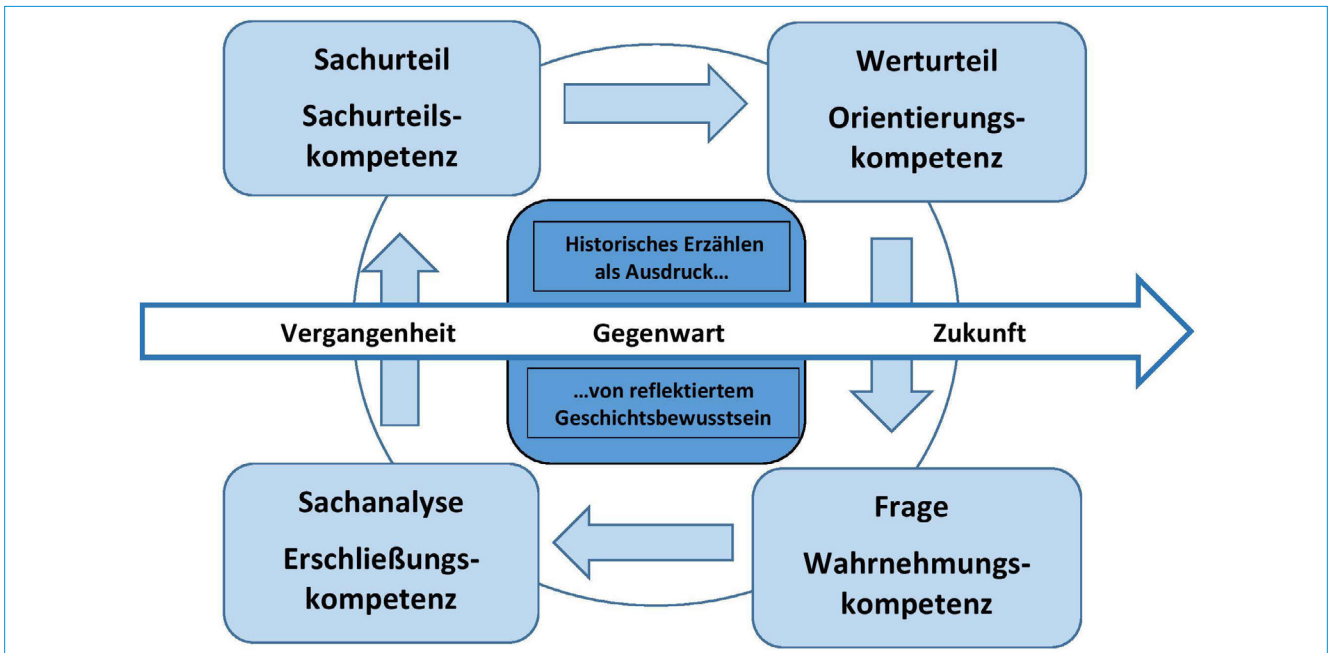 Sachurteil
Sachurteils-
kompetenz
Werturteil
Orientierungs-
kompetenz
Historisches Erzählen
als Ausdruck...
Vergangenheit
Gegenwart
Zukunft
...von reflektiertem
Geschichtsbewusstsein
Sachanalyse
Erschließungs-
kompetenz
Frage
Wahrnehmungs-
kompetenz